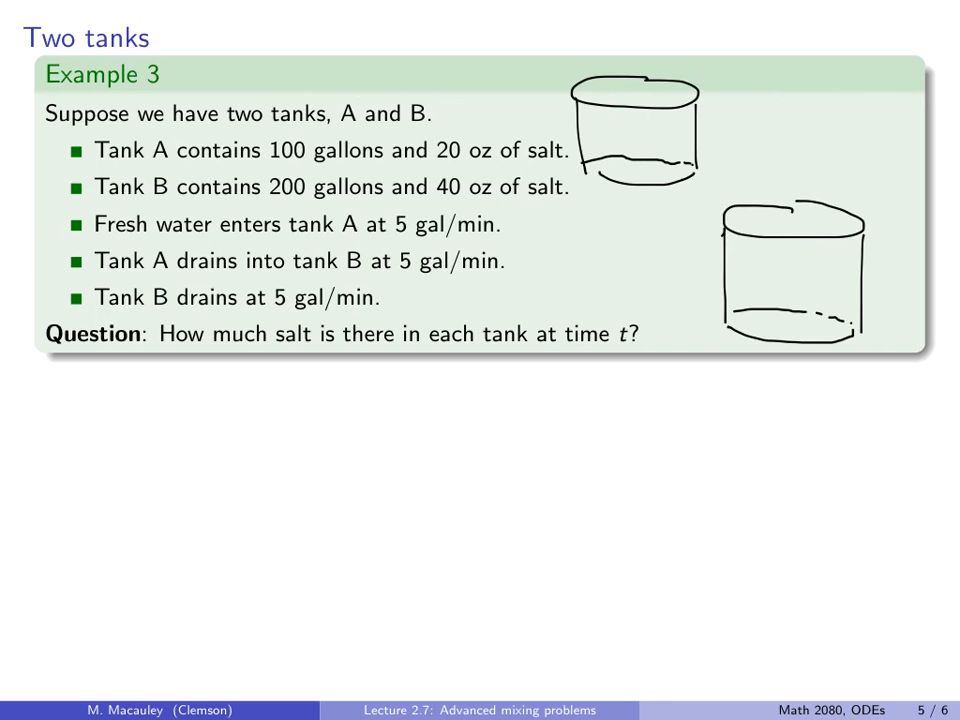 Two tanks
Example 3
Suppose we have two tanks, A and B.
Tank A contains 100 gallons and 20 oz of salt.
Tank B contains 200 gallons and 40 oz of salt.
Fresh water enters tank A at 5 gal/min.
Tank A drains into tank B at 5 gal/min.
Tank B drains at 5 gal/min.
Question: How much salt is there in each tank at time t?
M. Macauley (Clemson) Lecture 2.7: Advanced mixing problems Math 2080, ODEs 5 / 6